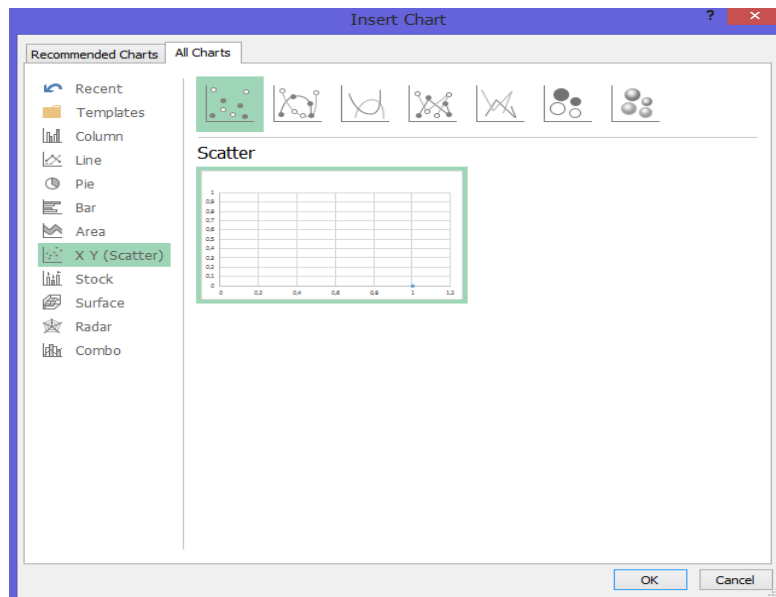 Insert Chart
?
Recommended Charts
All Charts
Recent
Templates
Column
Line
Pie
Bar
Area
X Y (Scatter)
Stock
Surface
Radar
Combo
Scatter
1
0,9
0,8
0,7
0,6
0,5
0,4
0,3
0,2
0,1
0
0 0,2 0,4 0,6 0,8 1 1,2
OK
Cancel